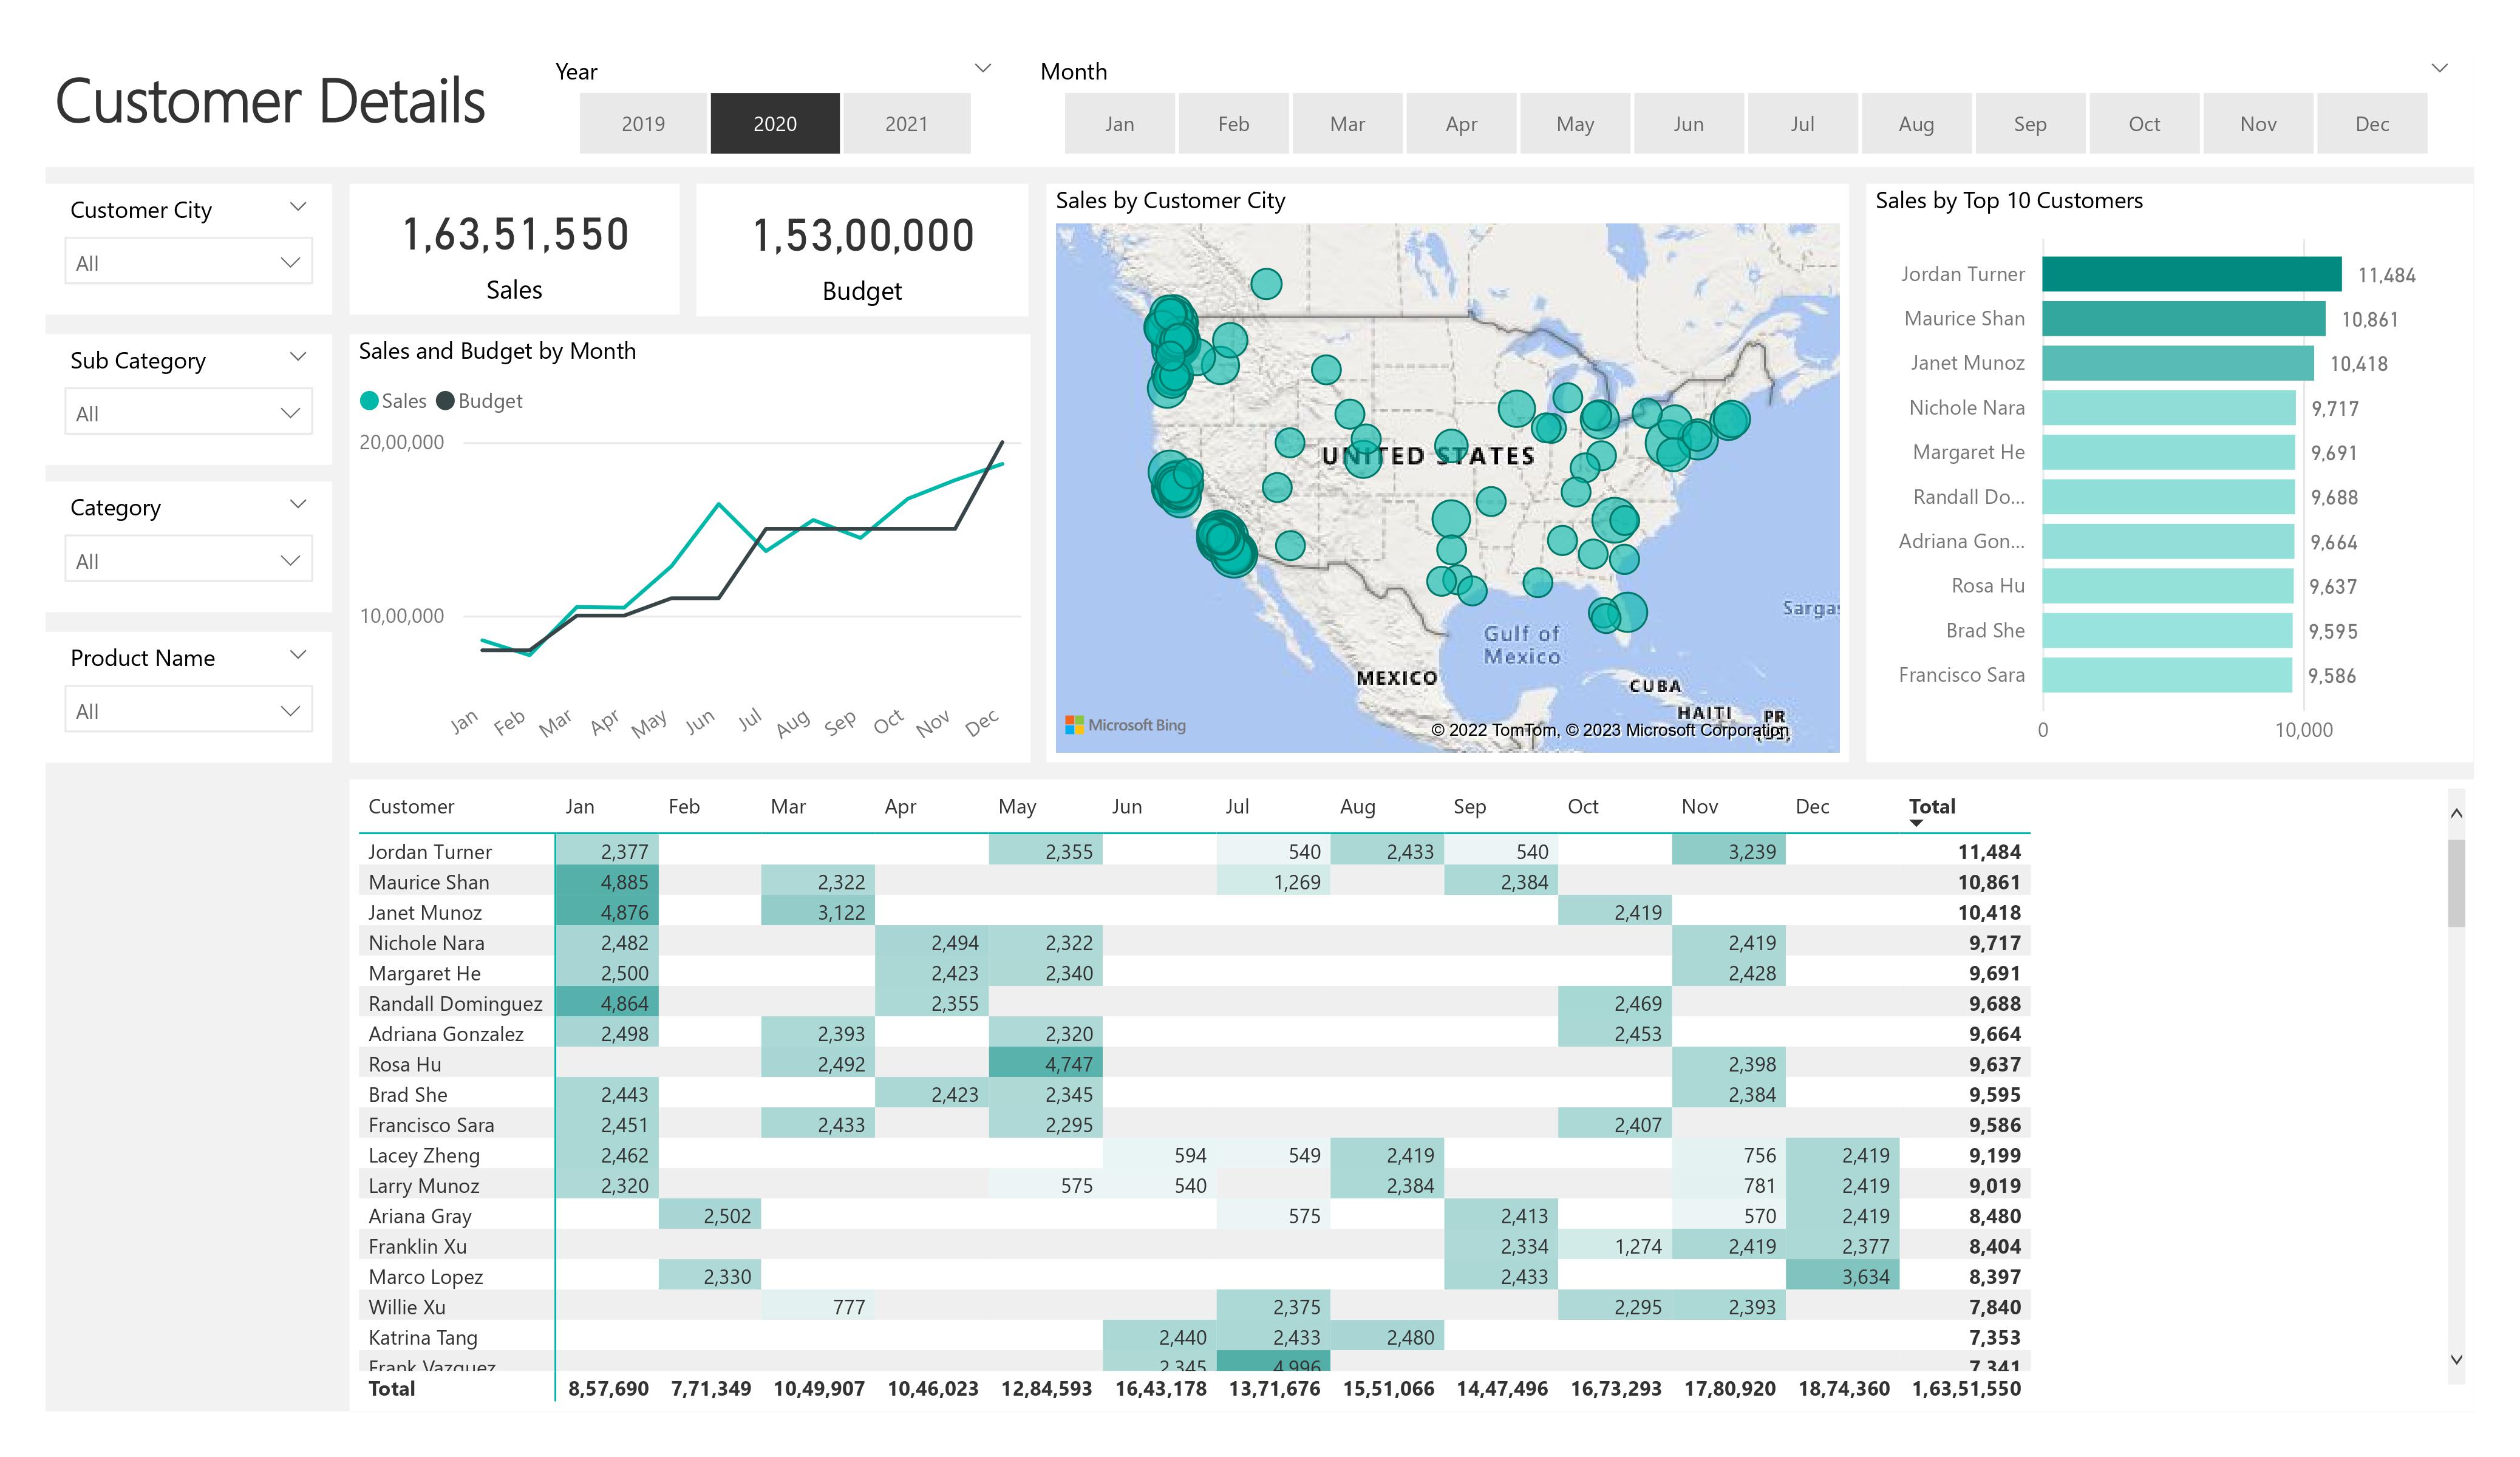 Customer Details
Year
2019 2020 2021
Month
Jan Feb Mar Apr May Jun Jul Aug Sep Oct Nov Dec
Customer City
All
Sub Category
All
Category
All
Product Name
All
1,63,51,550
Sales
1,53,00,000
Budget
Sales and Budget by Month
Sales Budget
20,00,000
10,00,000
Jan Feb Mar Apr May Jun Jul Aug Sep Oct Nov Dec
Sales by Customer City
UNITED STATES
Sargas
Gulf of
Mexico
MEXICO
CUBA
HAITI PR
Microsoft Bing
© 2022 TomTom, © 2023 Microsoft Corporation
Sales by Top 10 Customers
Jordan Turner 11,484
Maurice Shan 10,861
Janet Munoz 10,418
Nichole Nara 9,717
Margaret He 9,691
Randall Do... 9,688
Adriana Gon... 9,664
Rosa Hu 9,637
Brad She 9,595
Francisco Sara 9,586
0 10,000
Customer Jan Feb Mar Apr May Jun Jul Aug Sep Oct Nov Dec Total
Jordan Turner 2,377 2,355 540 2,433 540 3,239 11,484
Maurice Shan 4,885 2,322 1,269 2,384 10,861
Janet Munoz 4,876 3,122 2,419 10,418
Nichole Nara 2,482 2,494 2,322 2,419 9,717
Margaret He 2,500 2,423 2,340 2,428 9,691
Randall Dominguez 4,864 2,355 2,469 9,688
Adriana Gonzalez 2,498 2,393 2,320 2,453 9,664
Rosa Hu 2,492 4,747 2,398 9,637
Brad She 2,443 2,423 2,345 2,384 9,595
Francisco Sara 2,451 2,433 2,295 2,407 9,586
Lacey Zheng 2,462 594 549 2,419 756 2,419 9,199
Larry Munoz 2,320 575 540 2,384 781 2,419 9,019
Ariana Gray 2,502 575 2,413 570 2,419 8,480
Franklin Xu 2,334 1,274 2,419 2,377 8,404
Marco Lopez 2,330 2,433 3,634 8,397
Willie Xu 777 2,375 2,295 2,393 7,840
Katrina Tang 2,440 2,433 2,480 7,353
Frank Vazquez 2,345 4,996 7,341
Total 8,57,690 7,71,349 10,49,907 10,46,023 12,84,593 16,43,178 13,71,676 15,51,066 14,47,496 16,73,293 17,80,920 18,74,360 1,63,51,550